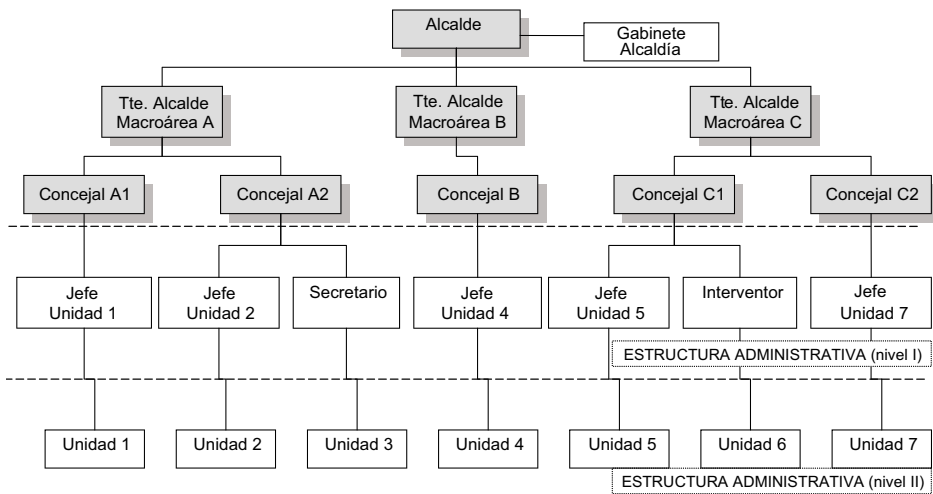 Alcalde
Gabinete
Alcaldía
Tte. Alcalde
Macroárea A
Tte. Alcalde
Macroárea B
Tte. Alcalde
Macroárea C
Concejal A1
Concejal A2
Concejal B
Concejal C1
Concejal C2
Jefe
Unidad 1
Jefe
Unidad 2
Secretario
Jefe
Unidad 4
Jefe
Unidad 5
Interventor
Jefe
Unidad 7
ESTRUCTURA ADMINISTRATIVA (nivel I)
Unidad 1
Unidad 2
Unidad 3
Unidad 4
Unidad 5
Unidad 6
Unidad 7
ESTRUCTURA ADMINISTRATIVA (nivel II)